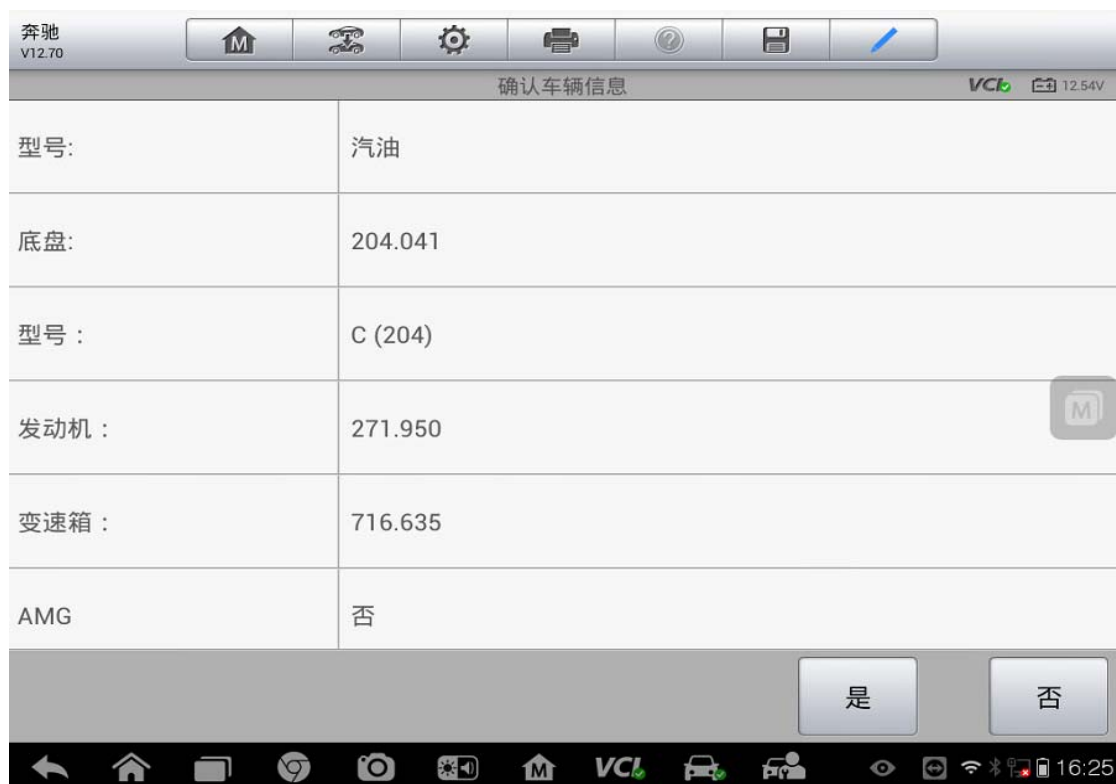 奔驰
V12.70
确认车辆信息
VCI 12.54V
型号: 汽油
底盘: 204.041
型号： C (204)
发动机： 271.950
变速箱： 716.635
AMG 否
是 否
VCI 16:25